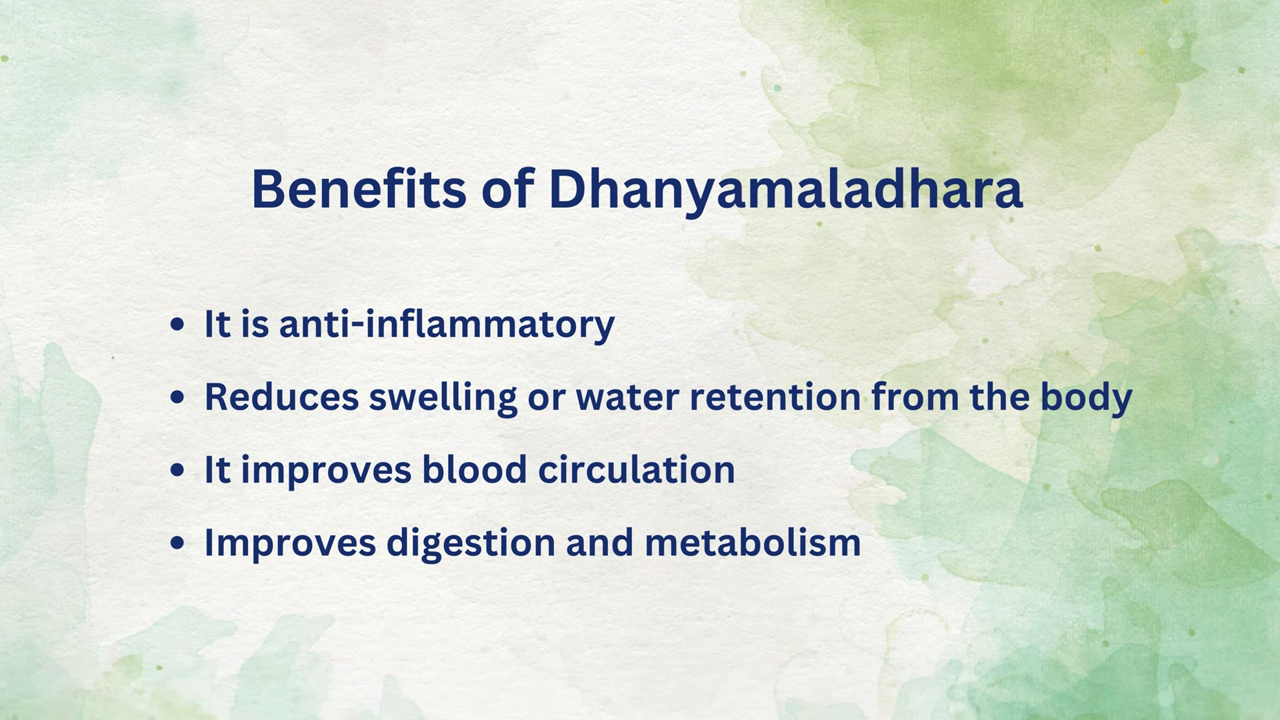 Benefits of Dhanyamaladhara
• It is anti-inflammatory
• Reduces swelling or water retention from the body
• It improves blood circulation
• Improves digestion and metabolism